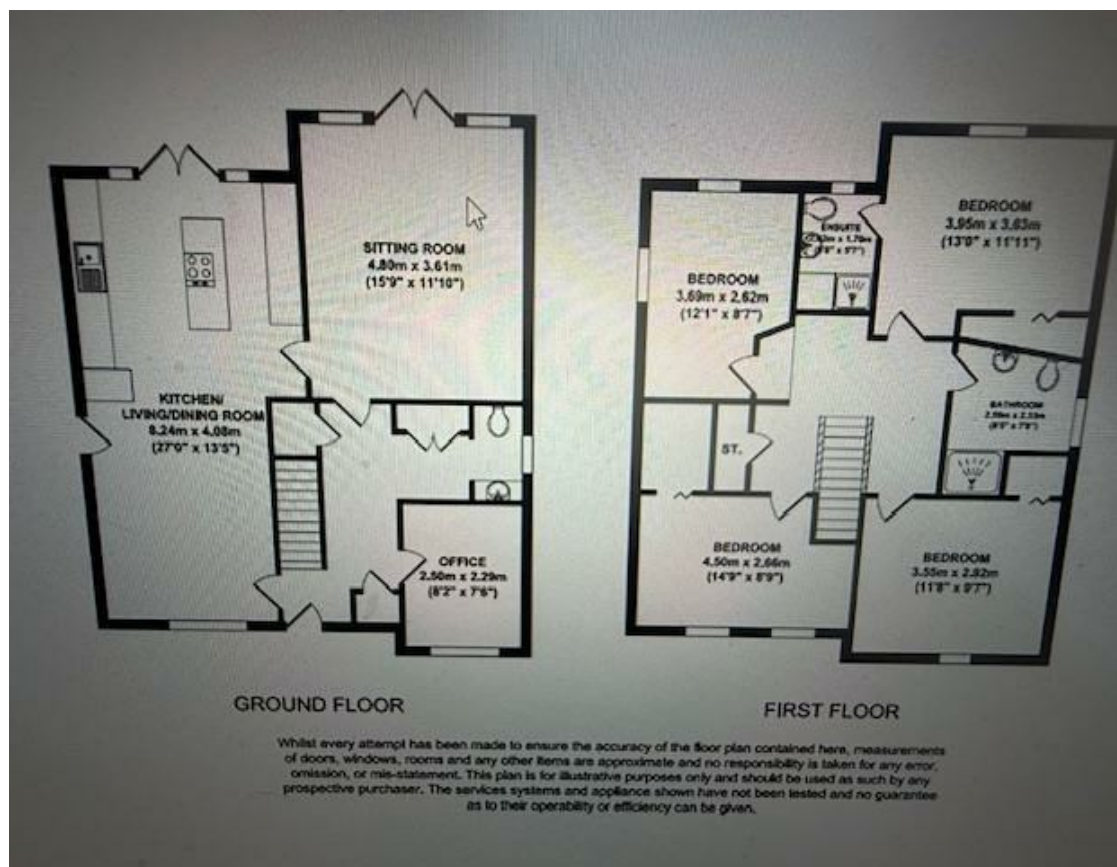 SITTING ROOM
4.80m x 3.61m
(15'9" x 11'10")
KITCHEN/
LIVING/DINING ROOM
8.24m x 4.08m
(27'0" x 13'5")
OFFICE
2.50m x 2.29m
(8'2" x 7'6")
GROUND FLOOR
BEDROOM
3.95m x 3.63m
(13'0" x 11'11")
ENSUITE
x 1.70m
x 5'7")
BEDROOM
3.69m x 2.62m
(12'1" x 8'7")
BATHROOM
ST.
BEDROOM
4.50m x 2.66m
(14'9" x 8'9")
BEDROOM
3.55m x 2.92m
(11'8" x 9'7")
FIRST FLOOR
Whilst every attempt has been made to ensure the accuracy of the floor plan contained here, measurements
of doors, windows, rooms and any other items are approximate and no responsibility is taken for any error,
omission, or mis-statement. This plan is for illustrative purposes only and should be used as such by any
prospective purchaser. The services systems and appliance shown have not been tested and no guarantee
as to their operability or efficiency can be given.